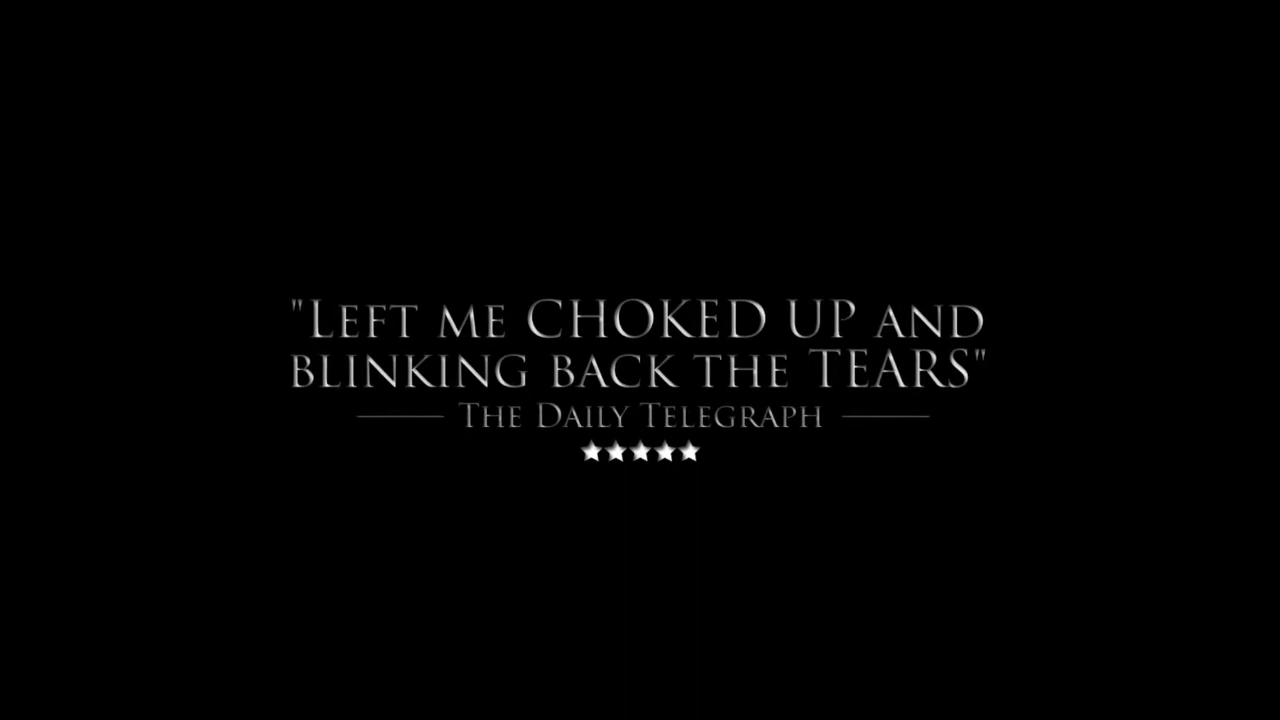 "Left me CHOKED UP and
blinking back the TEARS"
The Daily Telegraph